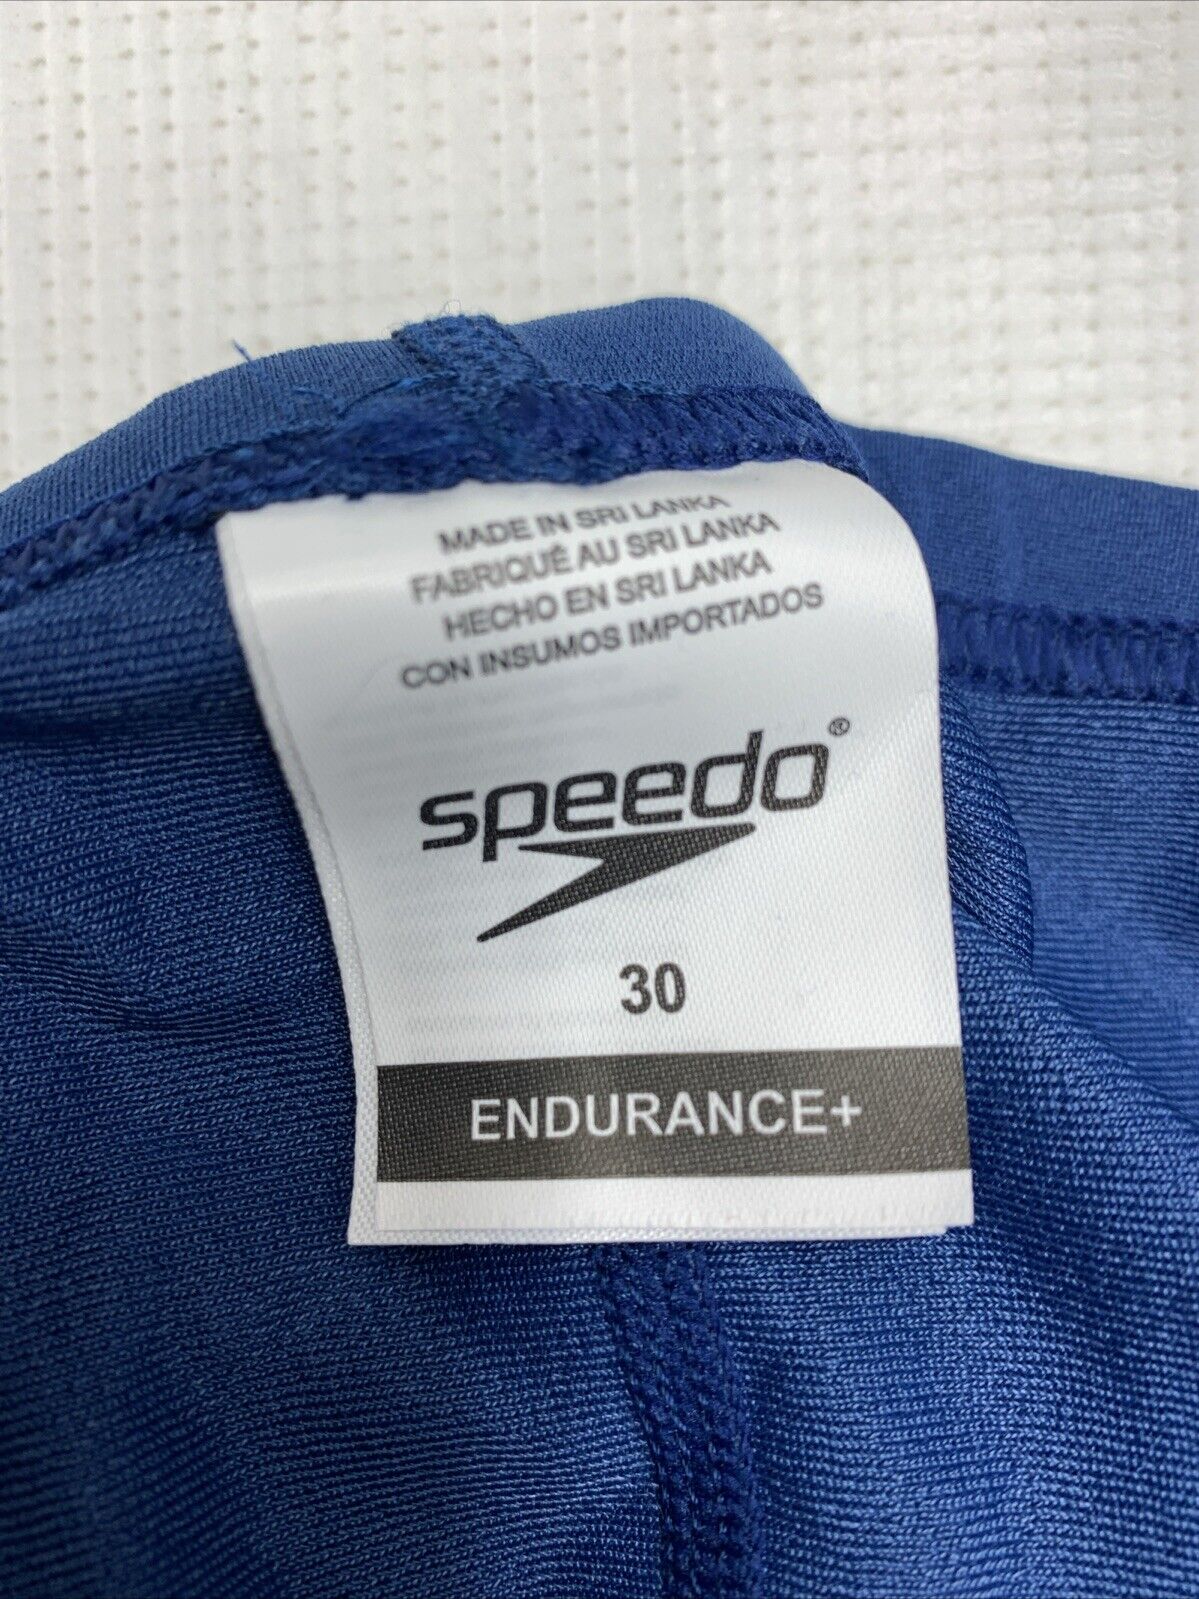 MADE IN SRI LANKA
FABRIQUÉ AU SRI LANKA
HECHO EN SRI LANKA
CON INSUMOS IMPORTADOS
speedo®
30
ENDURANCE+